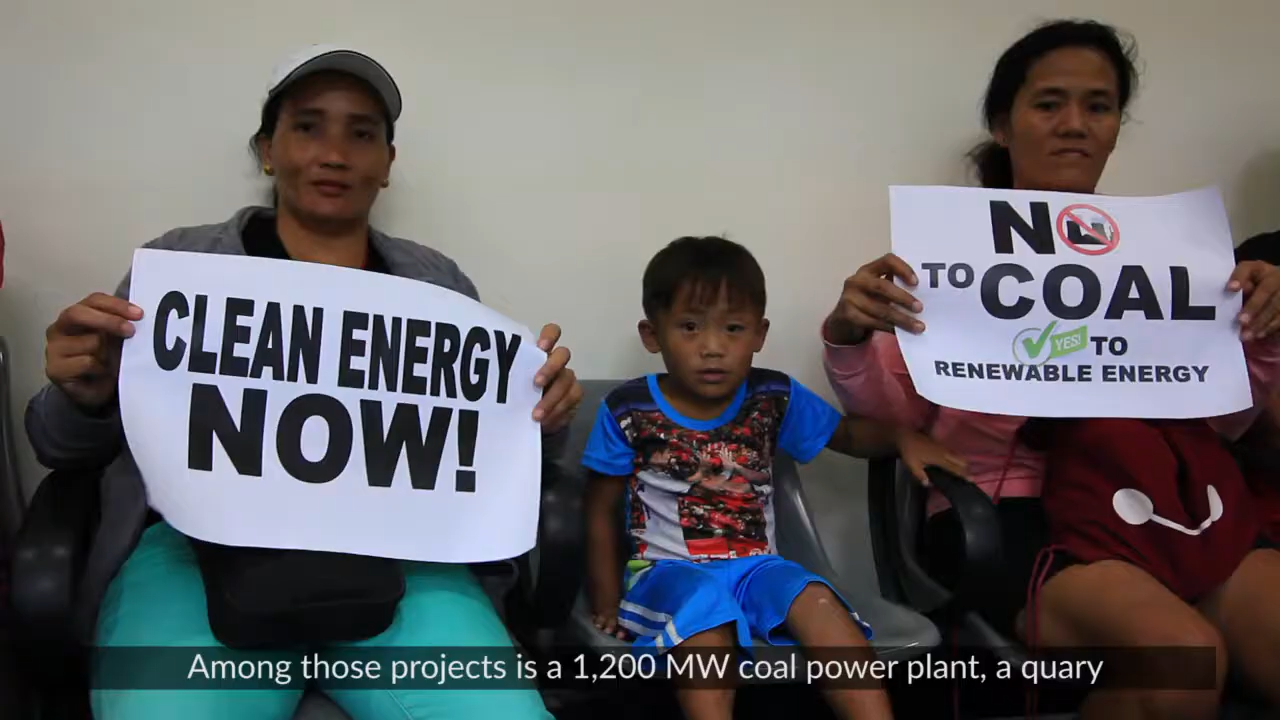 CLEAN ENERGY
NOW!
NO
TO COAL
YES! TO
RENEWABLE ENERGY
Among those projects is a 1,200 MW coal power plant, a quary